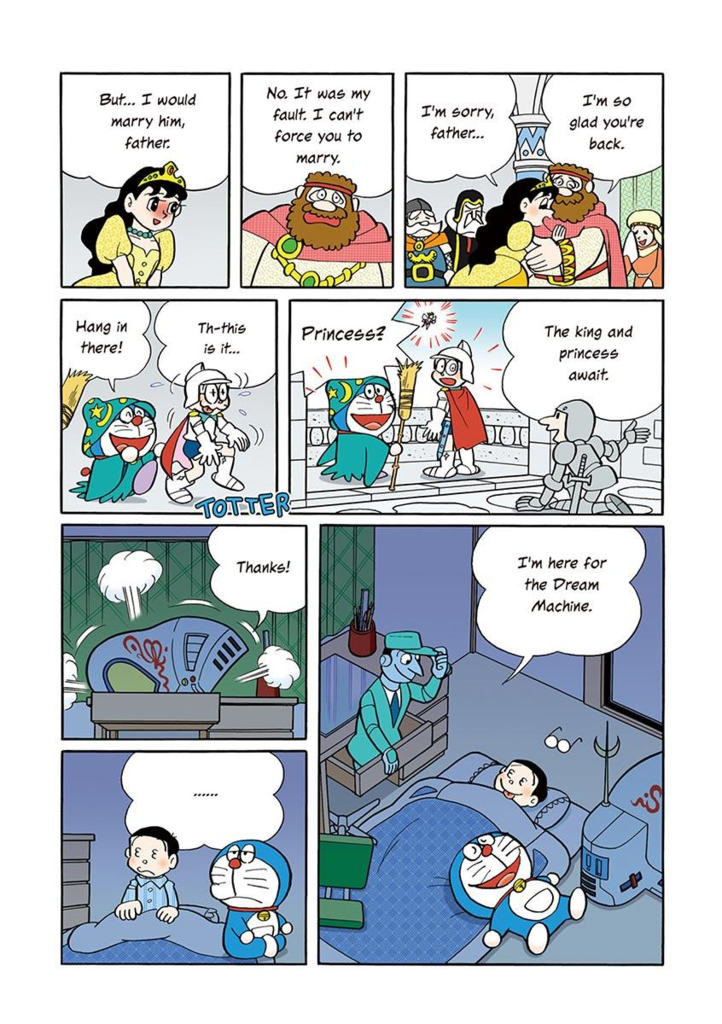 I'm so
glad you're
back.
I'm sorry,
father...
No. It was my
fault. I can't
force you to
marry.
But... I would
marry him,
father.
The king and
princess
await.
Princess?
Th-this
is it...
Hang in
there!
TOTTER
I'm here for
the Dream
Machine.
Thanks!
......